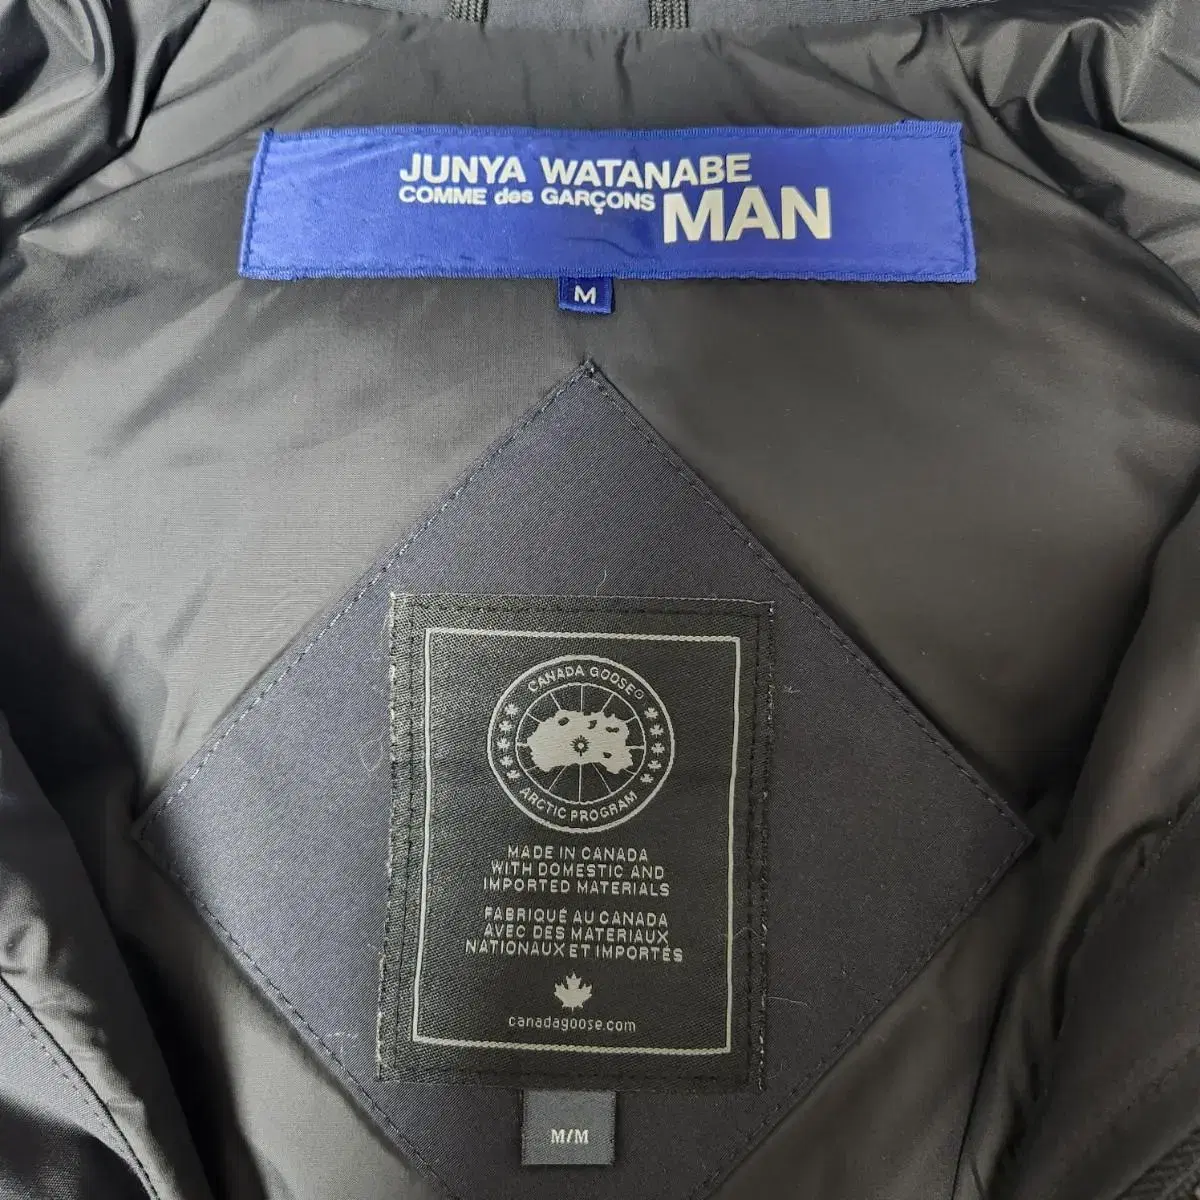 JUNYA WATANABE
COMME des GARÇONS MAN
M
CANADA GOOSE
ARCTIC PROGRAM
MADE IN CANADA
WITH DOMESTIC AND
IMPORTED MATERIALS
FABRIQUÉ AU CANADA
AVEC DES MATERIAUX
NATIONAUX ET IMPORTÉS
canadagoose.com
M/M